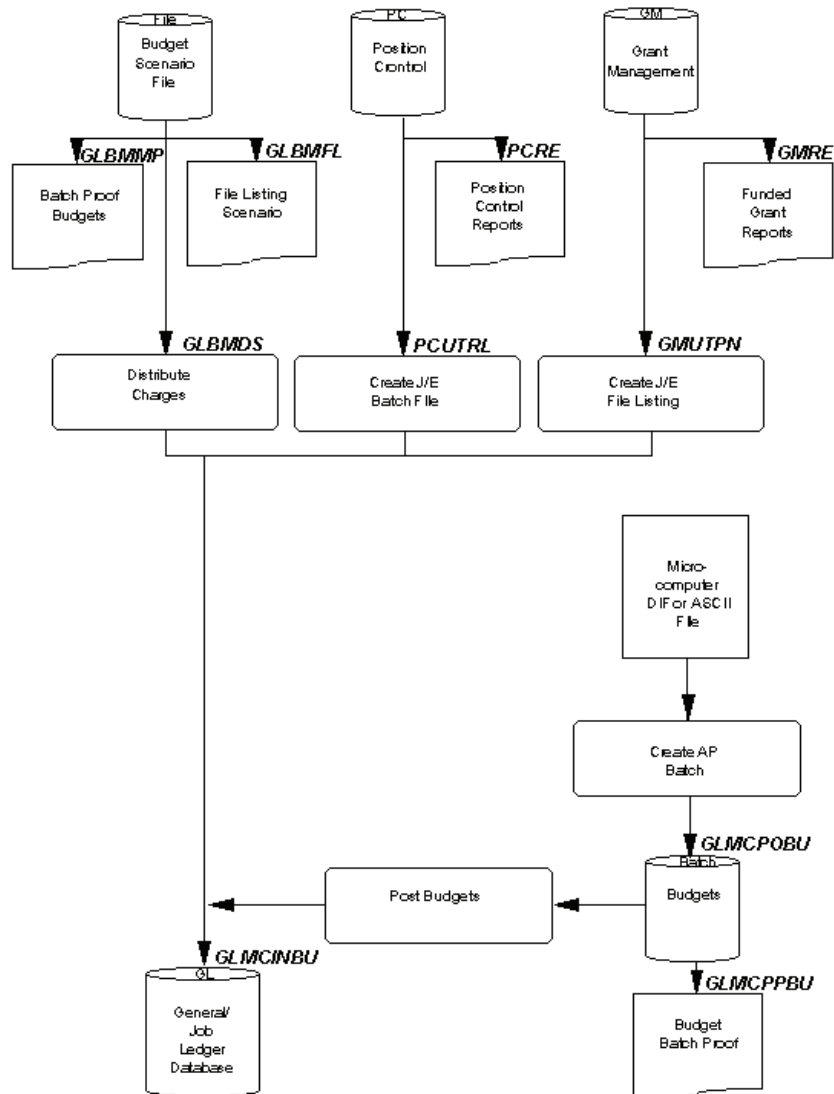 File
Budget
Scenario
File
PC
Position
Crontrol
GM
Grant
Management
GLBMMP
GLBMFL
PCRE
GMRE
Batch Proof
Budgets
File Listing
Scenario
Position
Control
Reports
Funded
Grant
Reports
GLBMDS
PCUTRL
GMUTPN
Distribute
Charges
Create J/E
Batch File
Create J/E
File Listing
Micro-
computer
DIF or ASCII
File
Create AP
Batch
GLMCPOBU
Batch
Budgets
Post Budgets
GLMCINBU
GL
General/
Job
Ledger
Database
GLMCPPBU
Budget
Batch Proof